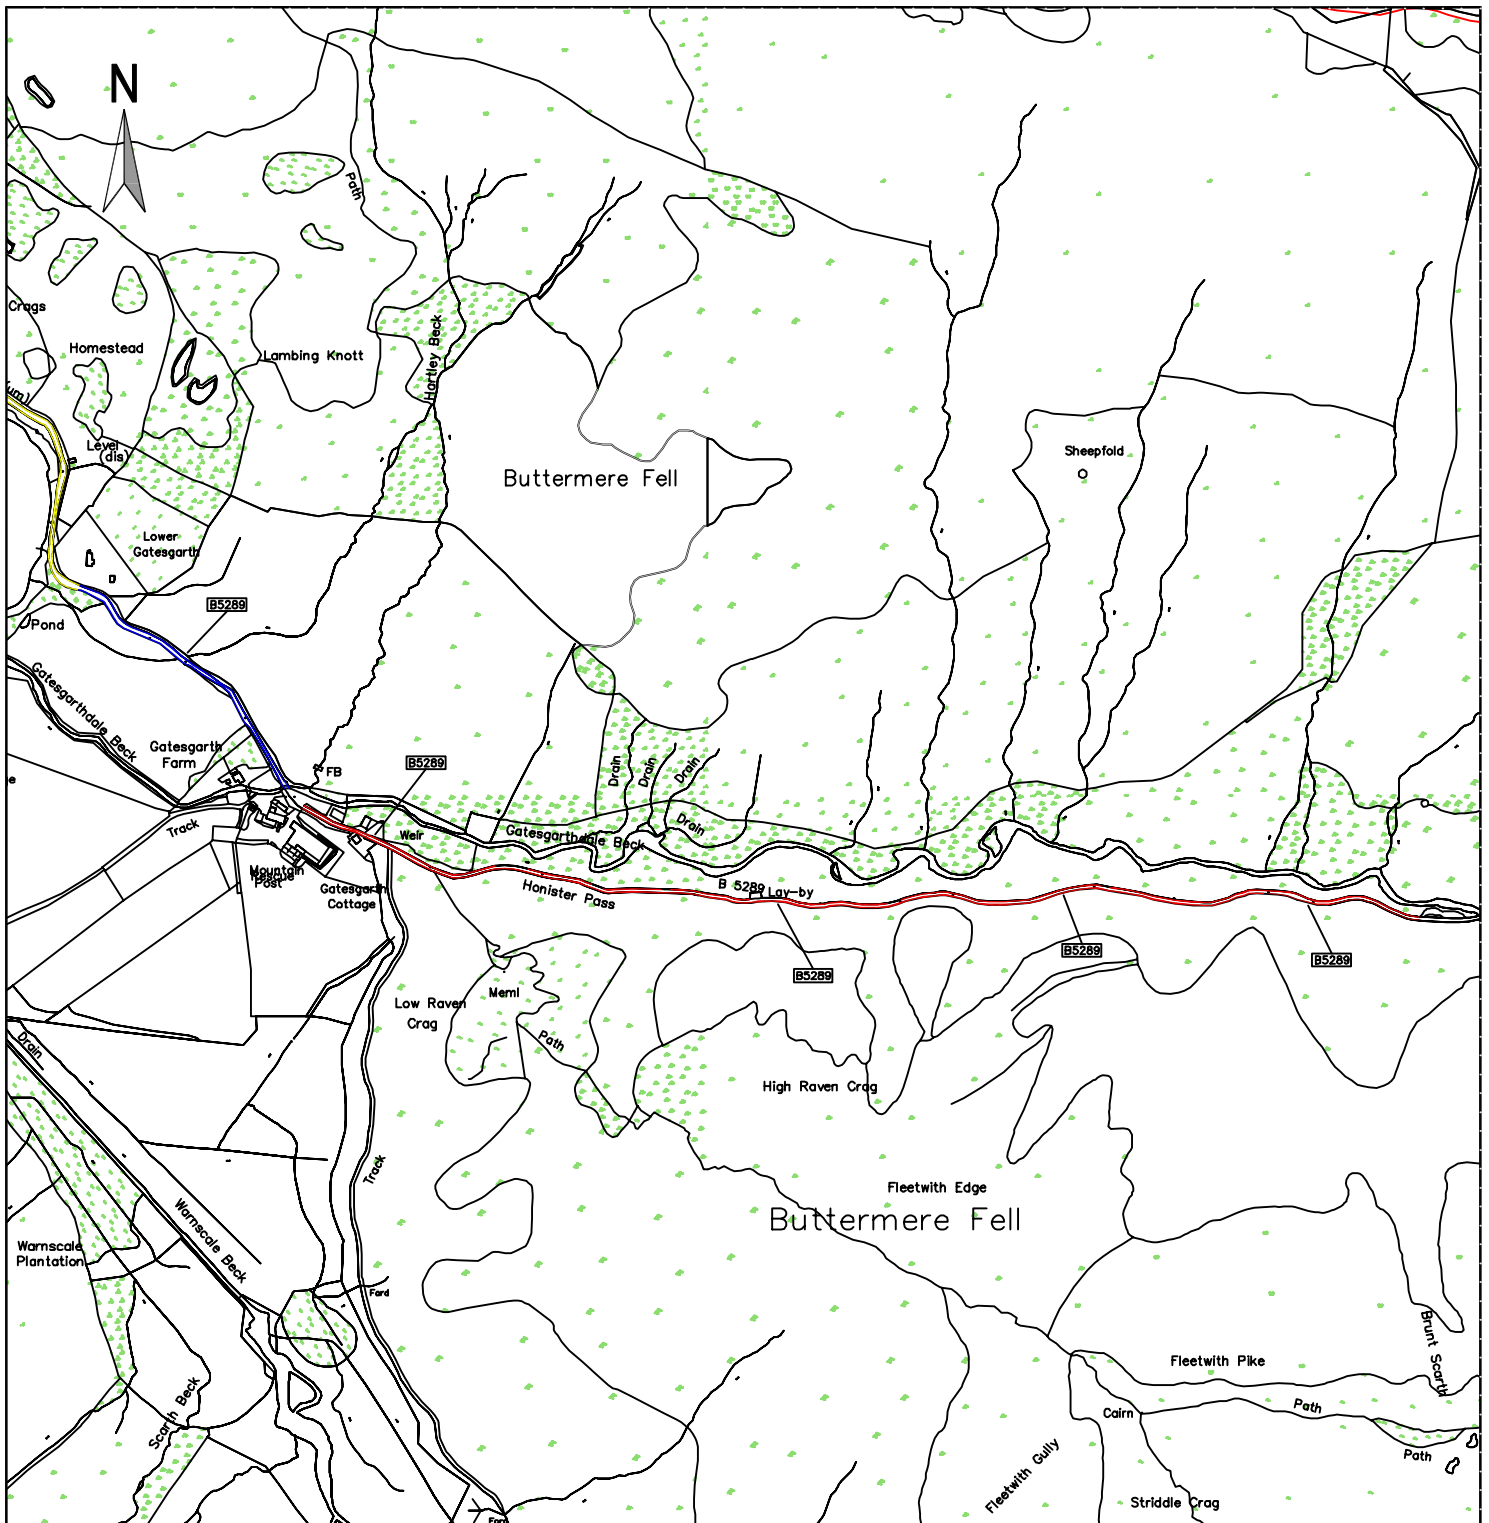 N
Path
Crags
Homestead
Lambing Knott
Hartley Beck
Level
(dis)
Buttermere Fell
Sheepfold
Lower
Gatesgarth
B5289
Pond
Gatesgarthdale Beck
Gatesgarth
Farm
FB
B5289
Drain
Drain
Drain
Drain
Track
Weir
Gatesgarthdale Beck
Mountain
Rescue
Post
Gatesgarth
Cottage
Honister Pass
B 5289
Lay-by
B5289
B5289
B5289
Low Raven
Crag
Meml
Path
Drain
High Raven Crag
Track
Fleetwith Edge
Buttermere Fell
Warnscale Beck
Warnscale
Plantation
Ford
Brunt Scarth
Fleetwith Pike
Scarth Beck
Cairn
Path
Path
Fleetwith Gully
Striddle Crag